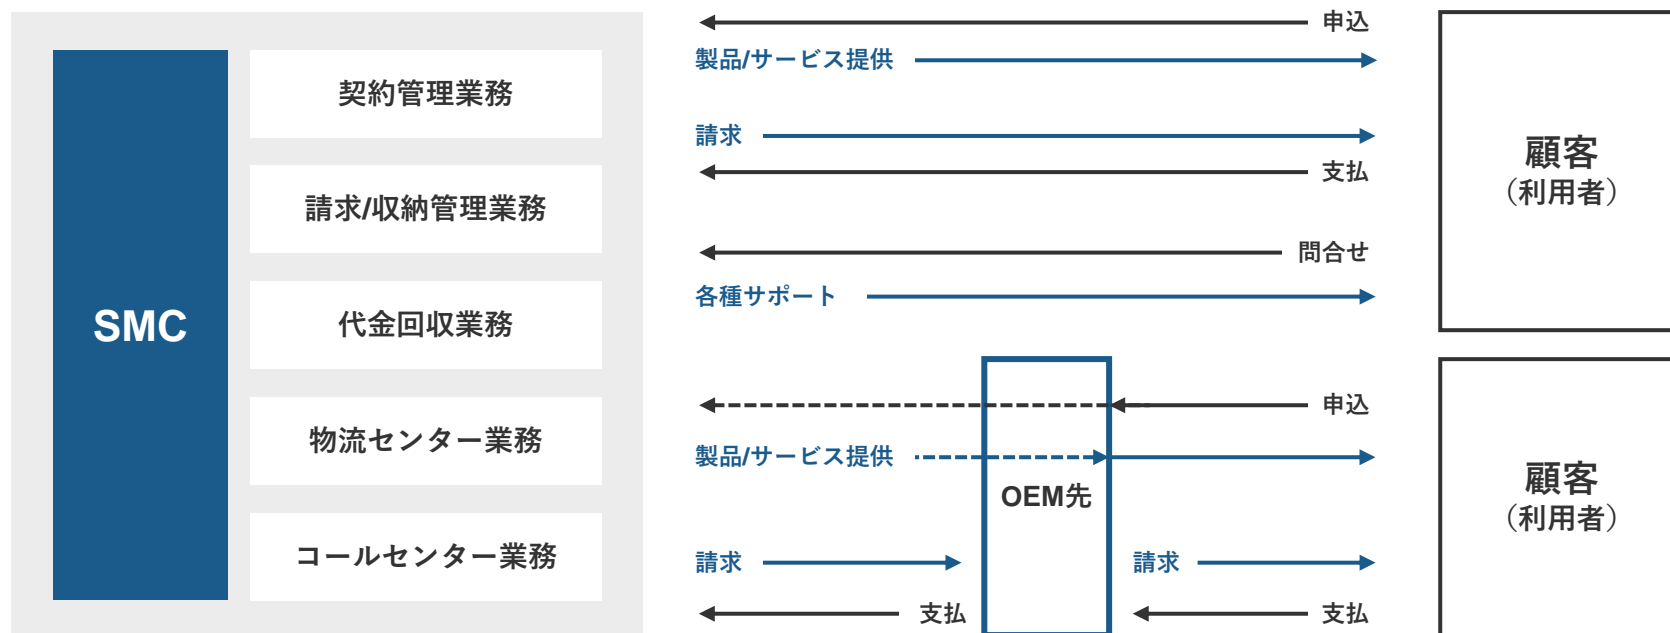 SMC
契約管理業務
請求/収納管理業務
代金回収業務
物流センター業務
コールセンター業務
申込
製品/サービス提供
請求
支払
問合せ
各種サポート
顧客
（利用者）
申込
製品/サービス提供
OEM先
請求
請求
支払
支払
顧客
（利用者）